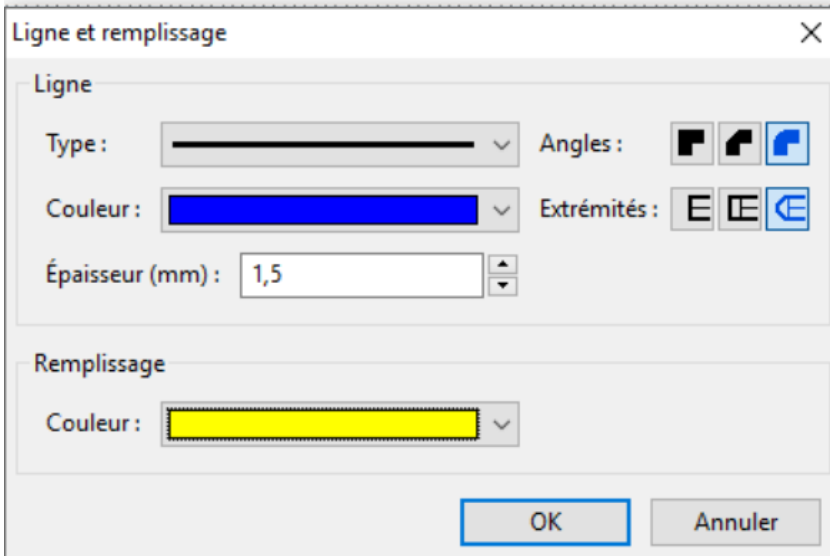 Ligne et remplissage
Ligne
Type : Angles :
Couleur : Extrémités :
Épaisseur (mm) : 1,5
Remplissage
Couleur :
OK Annuler